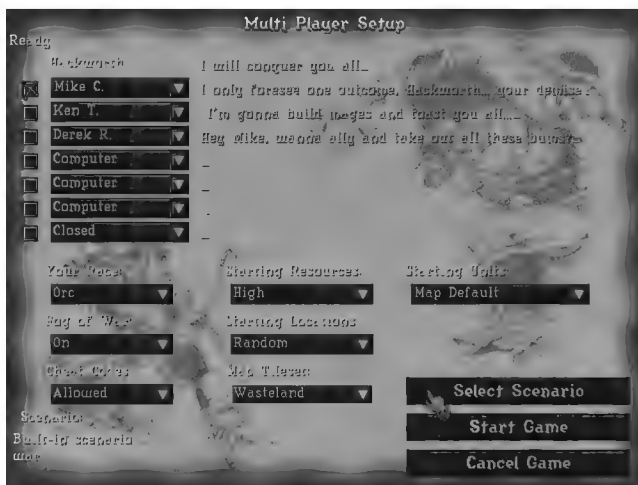 Multi Player Setup
Ready
Hackworth I will conquer you all...
Mike C. I only foresee one outcome, Hackworth... your demise!
Ken T. I'm gonna build mages and toast you all....
Derek R. Hey Mike, wanna ally and take out all these bums?
Computer _
Computer _
Computer
Closed _
Your Race: Starting Resources: Starting Units:
Orc High Map Default
Fog of War Starting Locations
On Random
Cheat Codes: Map Tileset:
Allowed Wasteland
Select Scenario
Scenario:
Start Game
Built-in scenario
war
Cancel Game